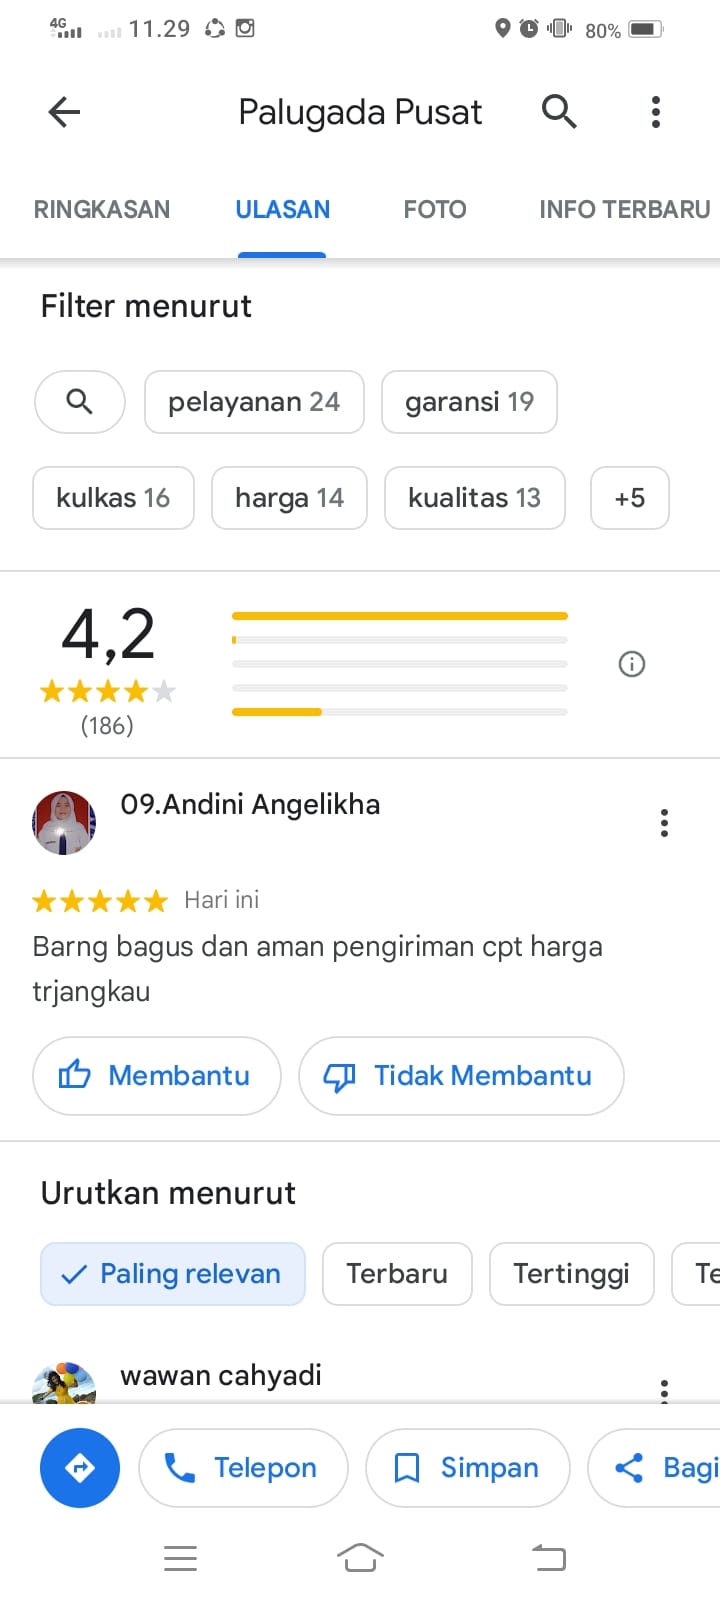 4G 11.29 80%
Palugada Pusat
RINGKASAN ULASAN FOTO INFO TERBARU
Filter menurut
pelayanan 24 garansi 19
kulkas 16 harga 14 kualitas 13 +5
4,2
(186)
09.Andini Angelikha
Hari ini
Barng bagus dan aman pengiriman cpt harga
trjangkau
Membantu Tidak Membantu
Urutkan menurut
Paling relevan Terbaru Tertinggi Te
wawan cahyadi
Telepon Simpan Bagi